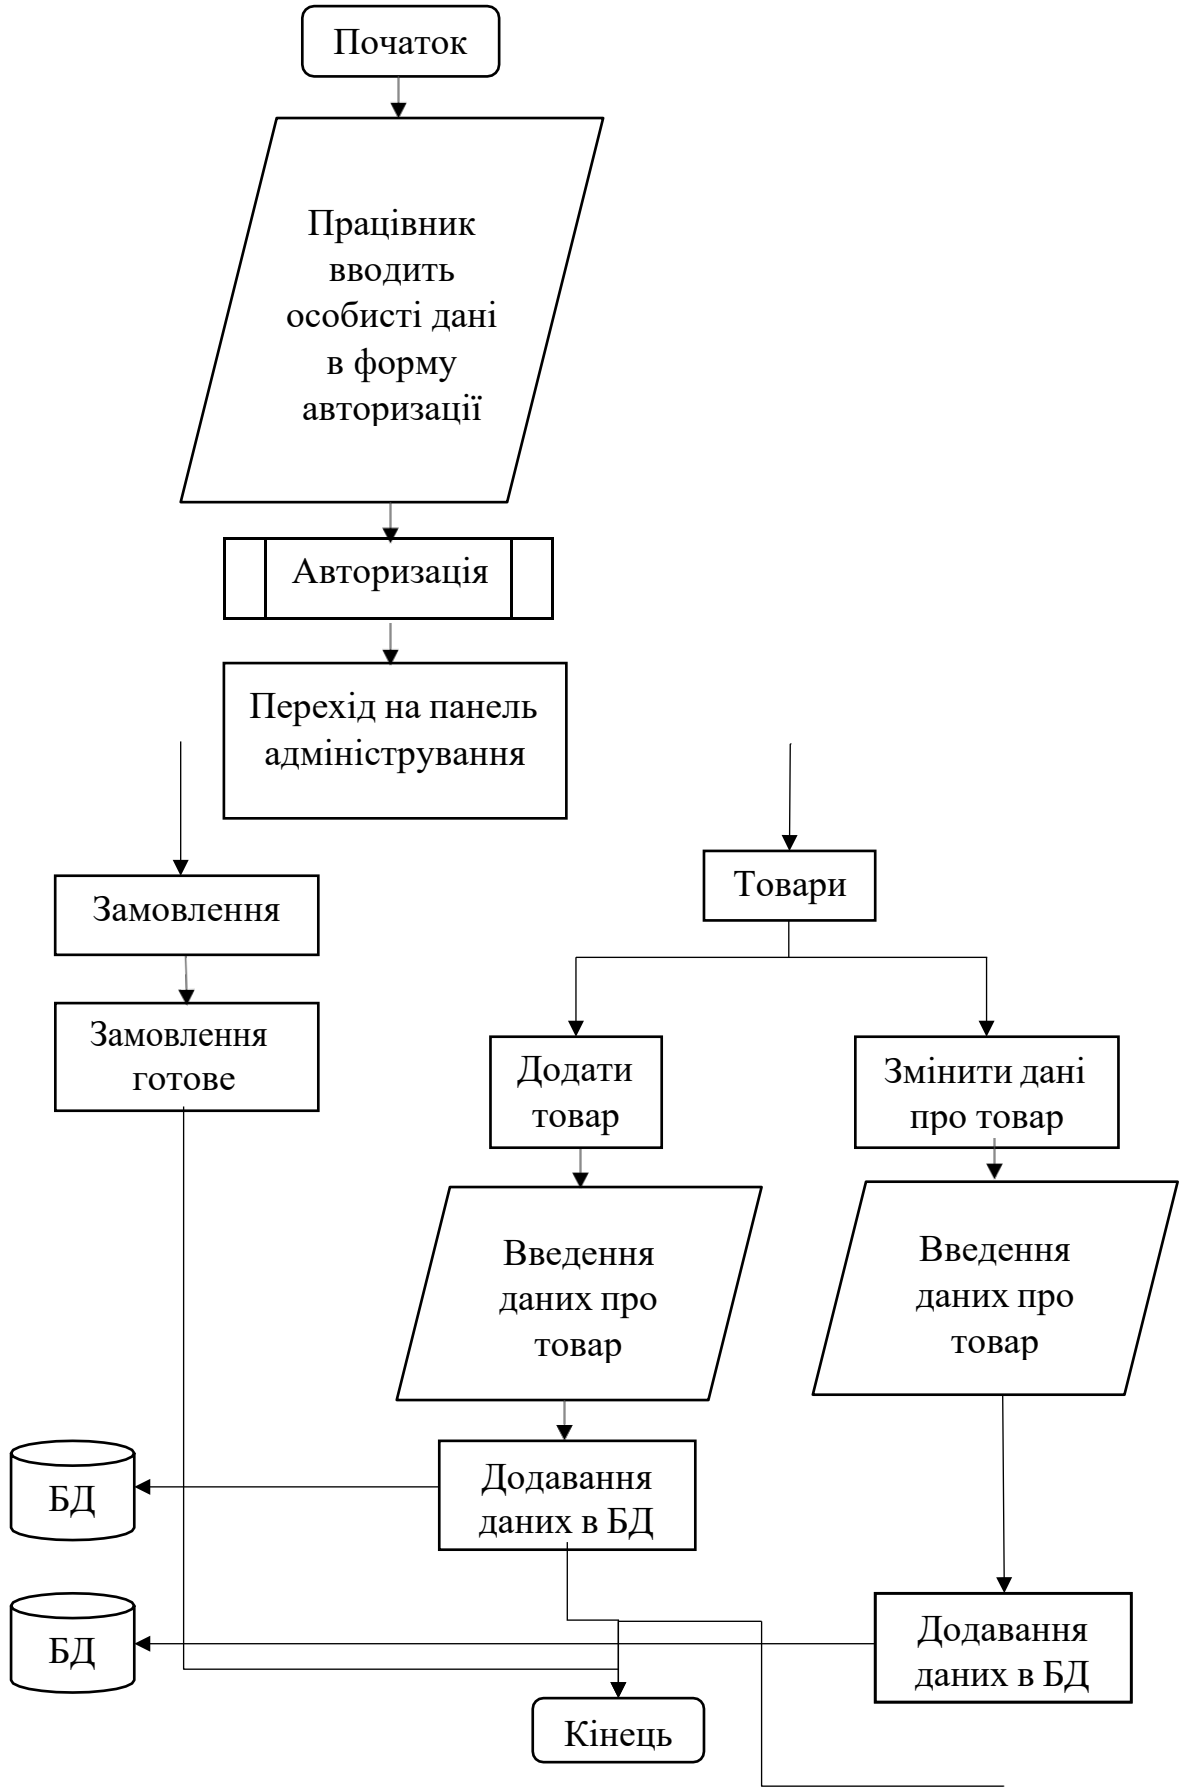 Початок
Працівник
вводить
особисті дані
в форму
авторизації
Авторизація
Перехід на панель
адміністрування
Замовлення
Товари
Замовлення
готове
Додати
товар
Змінити дані
про товар
Введення
даних про
товар
Введення
даних про
товар
БД
Додавання
даних в БД
БД
Додавання
даних в БД
Кінець